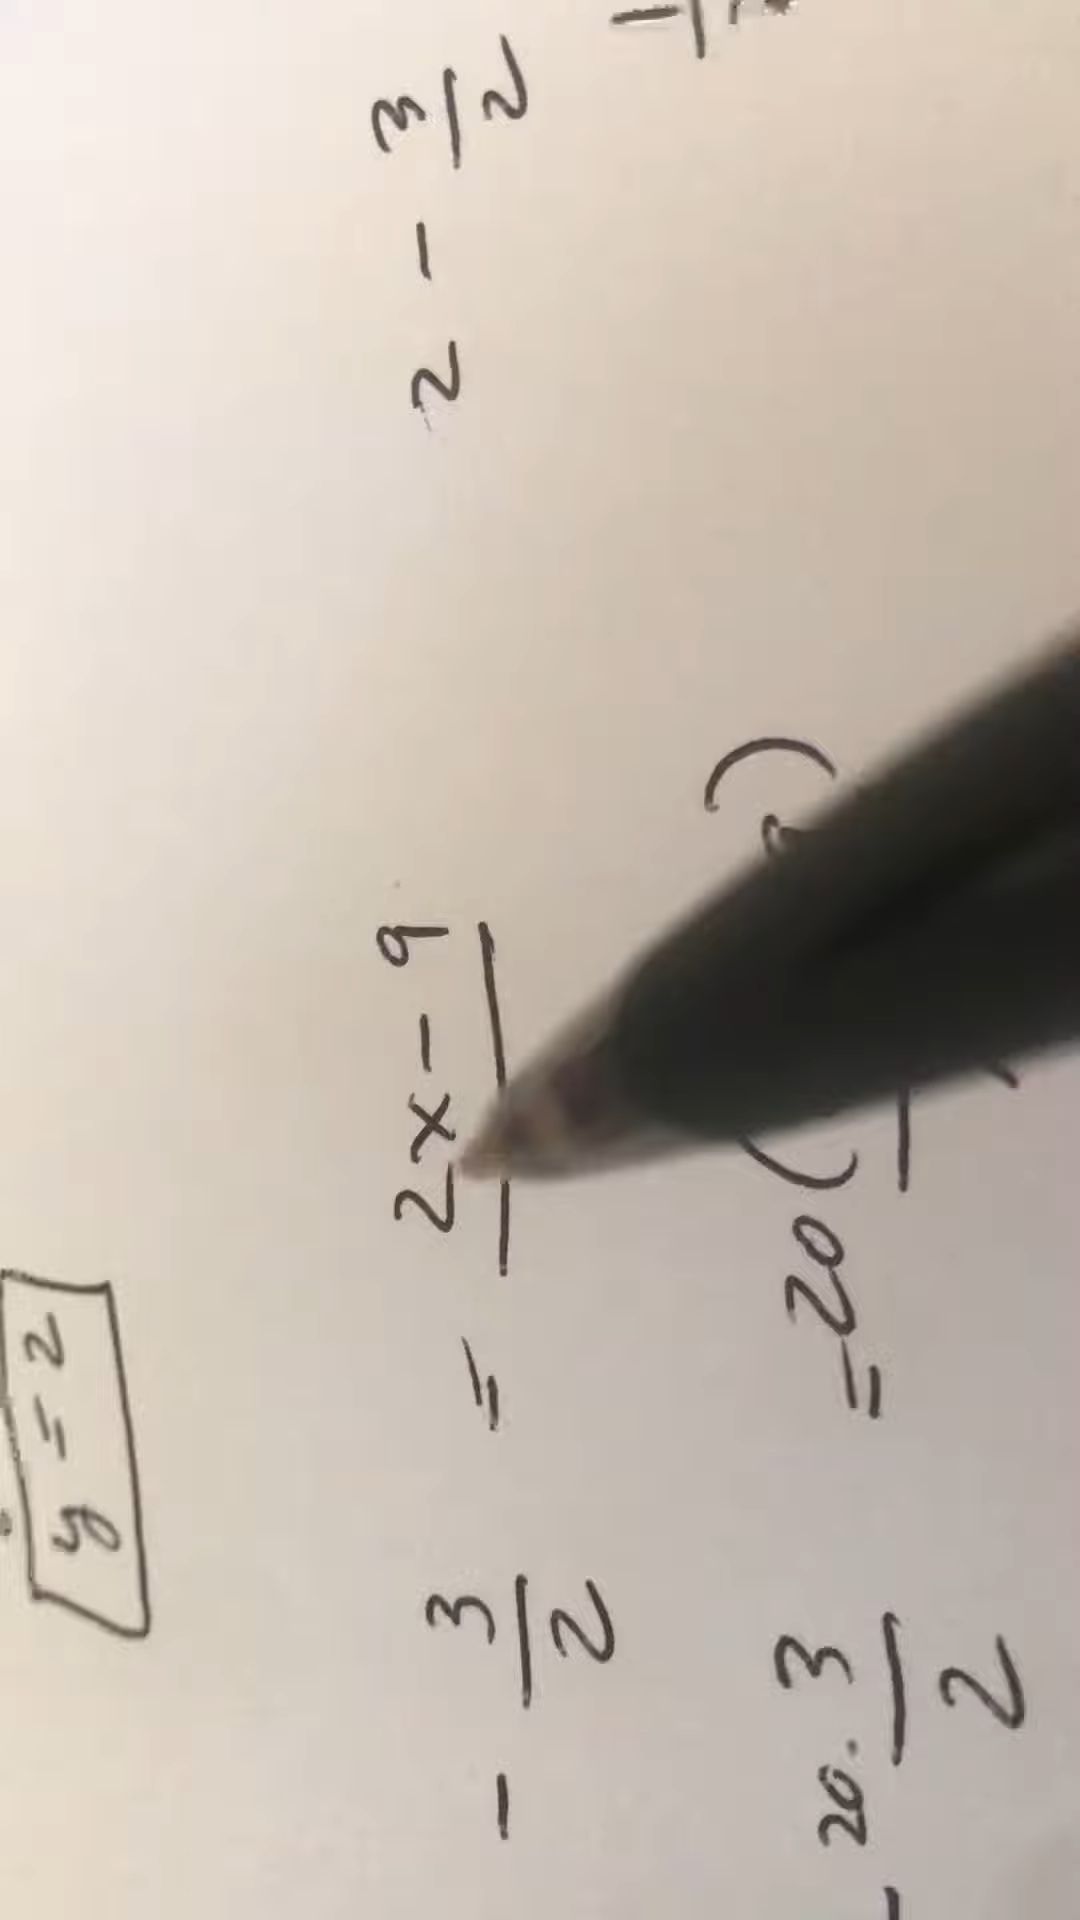 y = 2
- 3/2 = 2x - 9 2 - 3/2
- 20 · 3/2 = 20 ( )